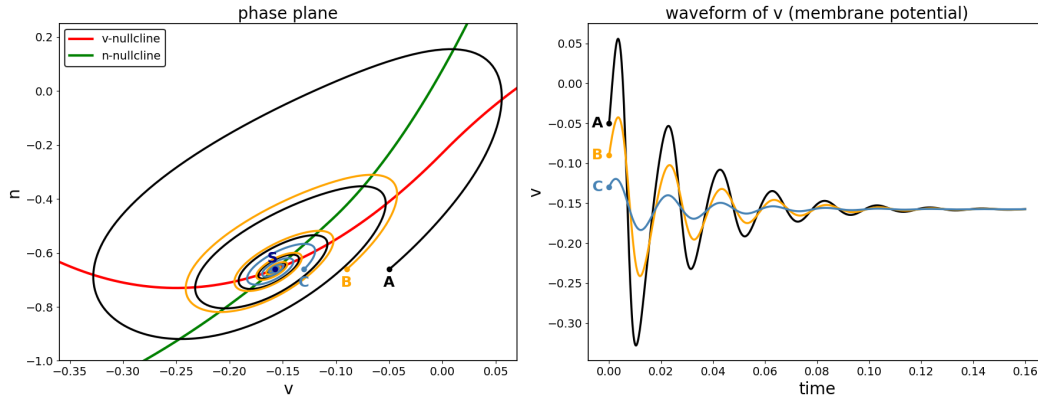 phase plane
v-nullcline
n-nullcline
0.2
0.0
−0.2
−0.4
−0.6
−0.8
−1.0
n
S
C
B
A
−0.35
−0.30
−0.25
−0.20
−0.15
−0.10
−0.05
0.00
0.05
v
waveform of v (membrane potential)
0.05
0.00
−0.05
−0.10
−0.15
−0.20
−0.25
−0.30
v
A
B
C
0.00
0.02
0.04
0.06
0.08
0.10
0.12
0.14
0.16
time